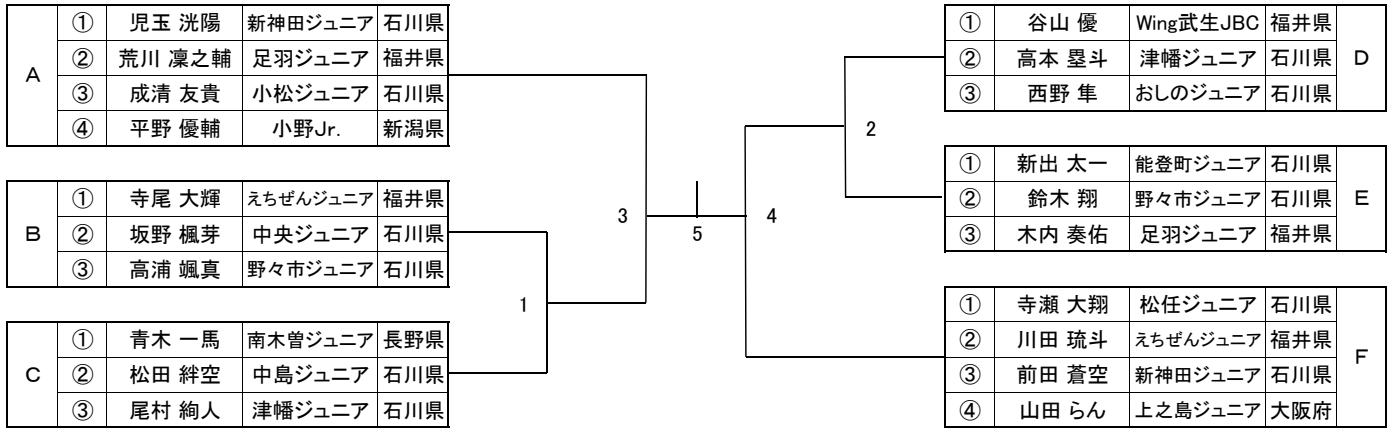 A
① 児玉 洸陽 新神田ジュニア 石川県
② 荒川 凜之輔 足羽ジュニア 福井県
③ 成清 友貴 小松ジュニア 石川県
④ 平野 優輔 小野Jr. 新潟県
B
① 寺尾 大輝 えちぜんジュニア 福井県
② 坂野 楓芽 中央ジュニア 石川県
③ 高浦 颯真 野々市ジュニア 石川県
C
① 青木 一馬 南木曽ジュニア 長野県
② 松田 絆空 中島ジュニア 石川県
③ 尾村 絢人 津幡ジュニア 石川県
1
3
5
4
2
① 谷山 優 Wing武生JBC 福井県
② 高本 塁斗 津幡ジュニア 石川県
③ 西野 隼 おしのジュニア 石川県
D
① 新出 太一 能登町ジュニア 石川県
② 鈴木 翔 野々市ジュニア 石川県
③ 木内 奏佑 足羽ジュニア 福井県
E
① 寺瀬 大翔 松任ジュニア 石川県
② 川田 琉斗 えちぜんジュニア 福井県
③ 前田 蒼空 新神田ジュニア 石川県
④ 山田 らん 上之島ジュニア 大阪府
F